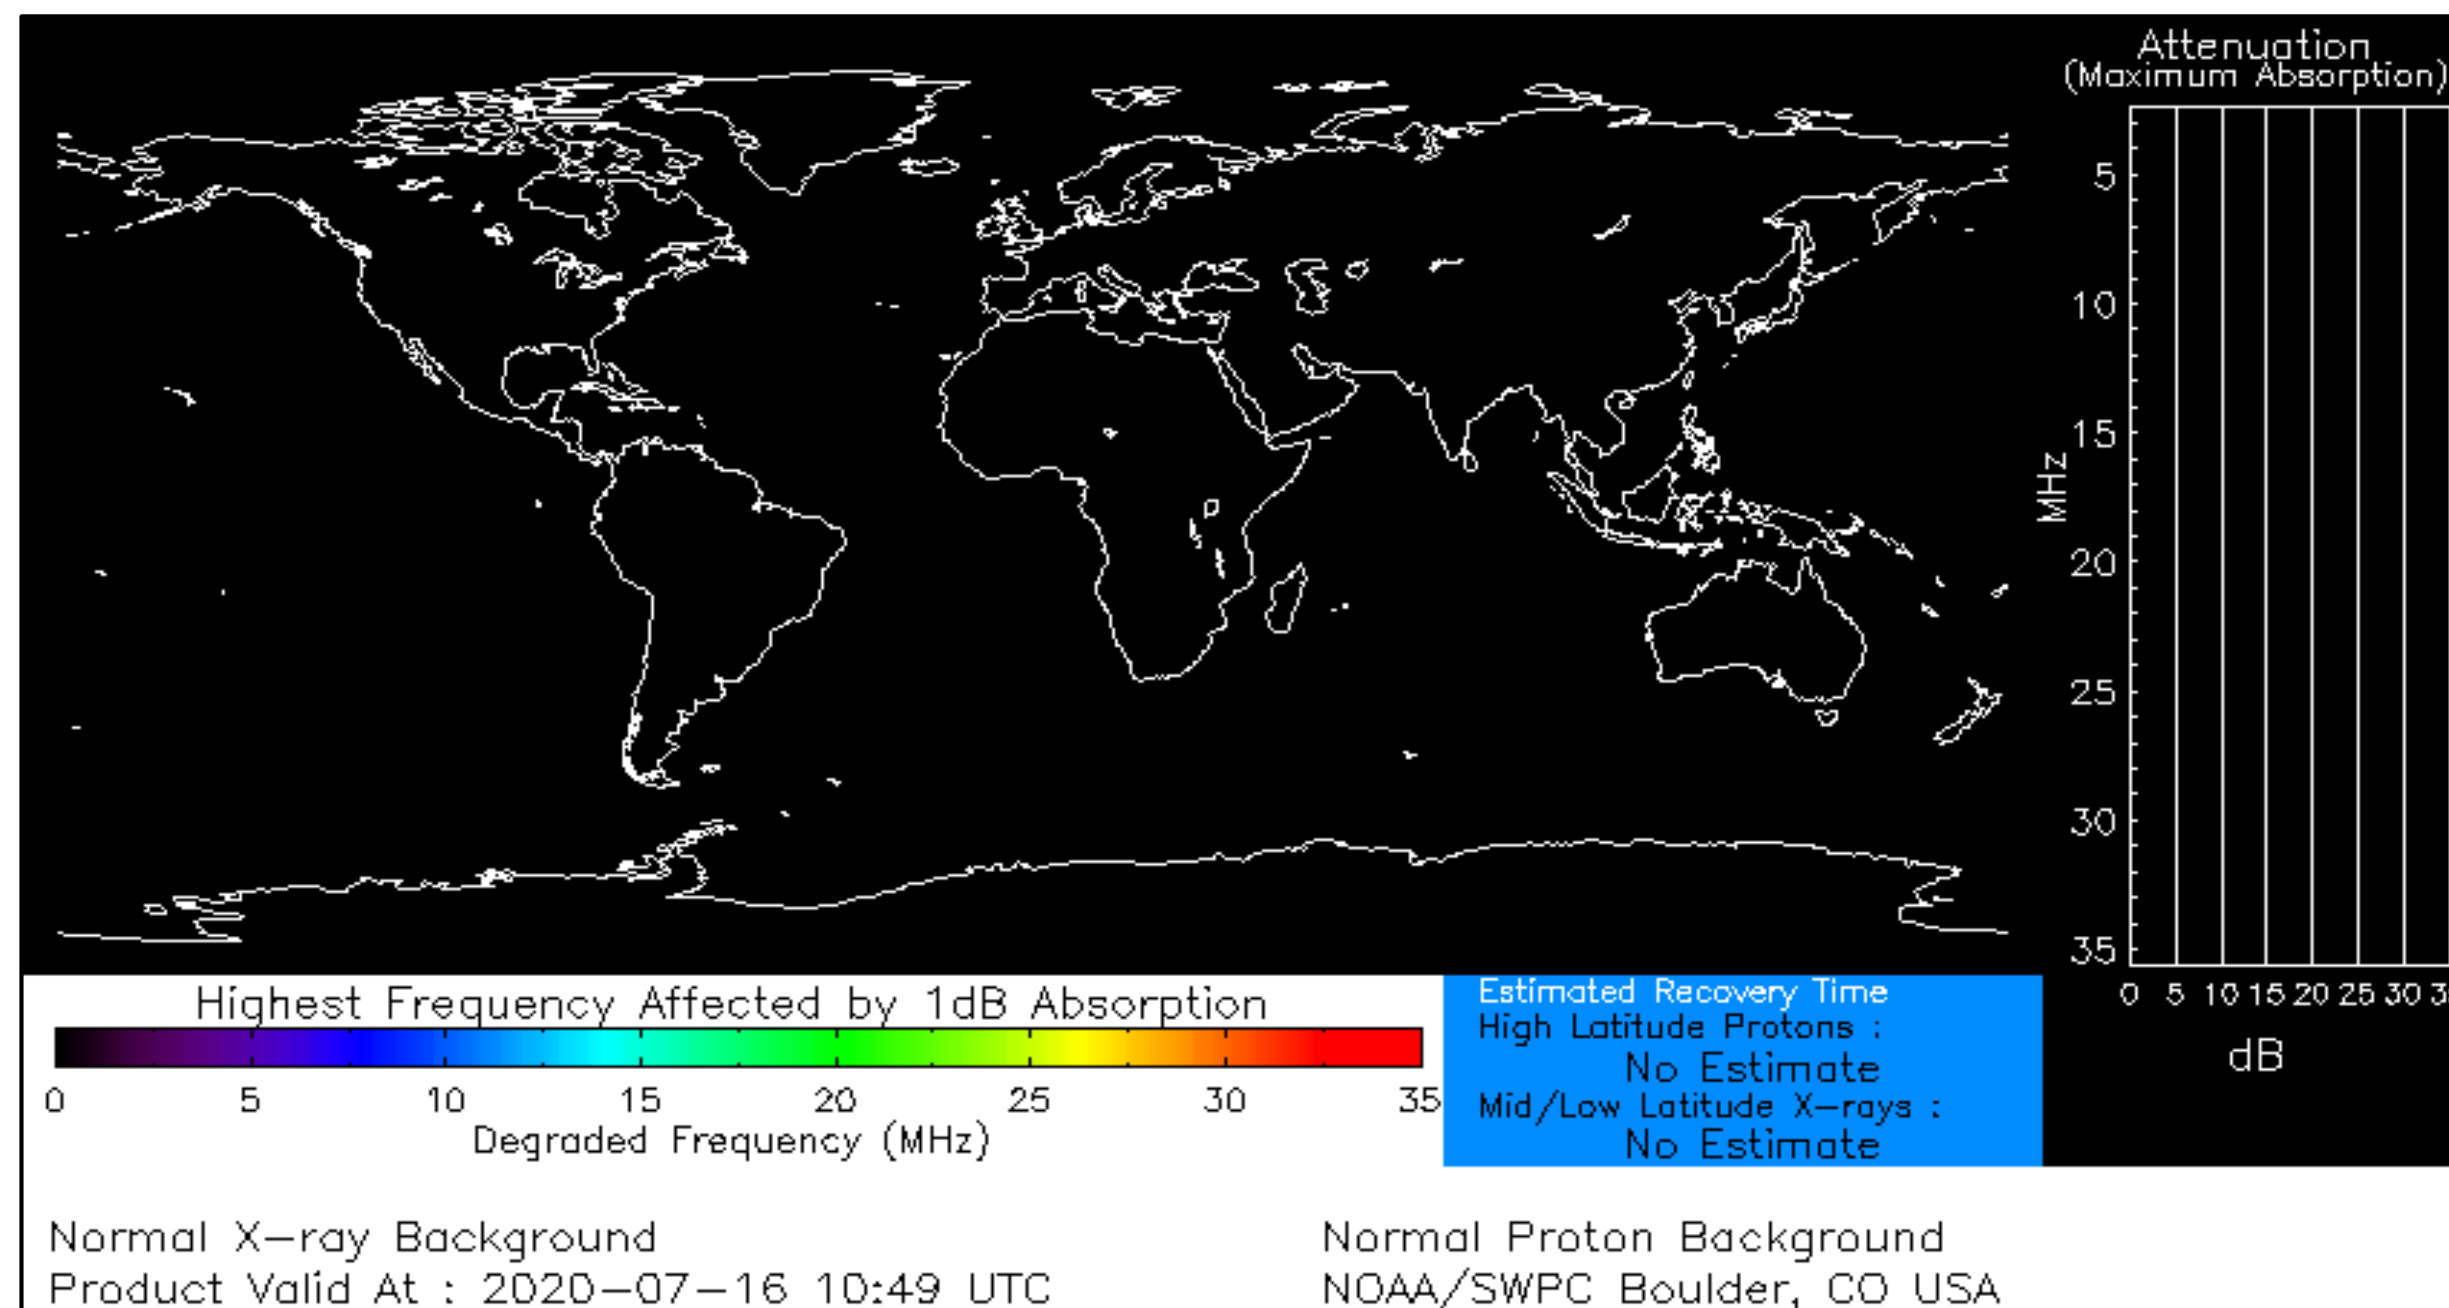 Attenuation
(Maximum Absorption)
5
10
15
20
25
30
35
MHz
0 5 10 15 20 25 30
dB
Highest Frequency Affected by 1dB Absorption
0 5 10 15 20 25 30 35
Degraded Frequency (MHz)
Estimated Recovery Time
High Latitude Protons :
No Estimate
Mid/Low Latitude X-rays :
No Estimate
Normal X-ray Background
Normal Proton Background
Product Valid At : 2020-07-16 10:49 UTC
NOAA/SWPC Boulder, CO USA